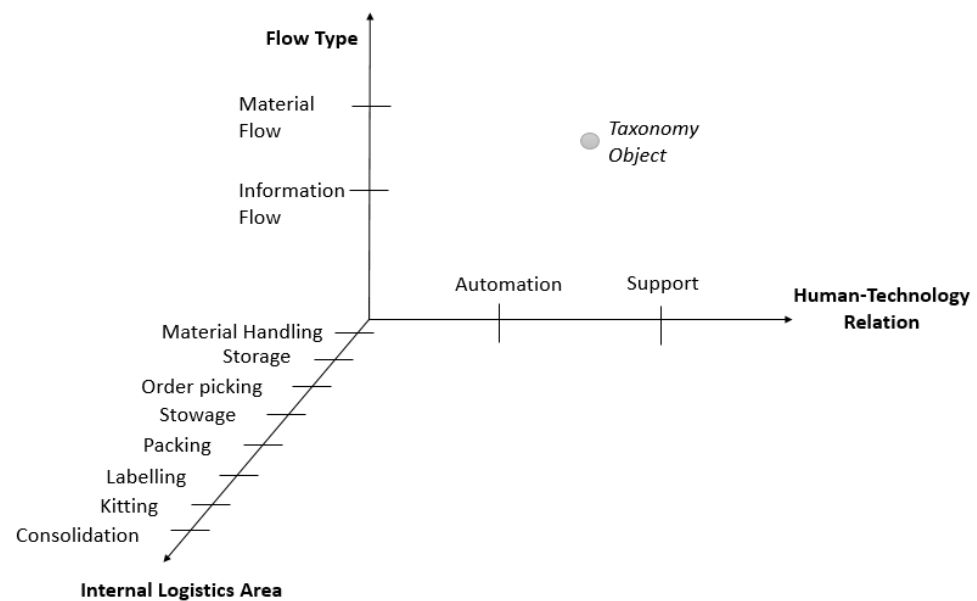 Flow Type
Material
Flow
Taxonomy
Object
Information
Flow
Automation
Support
Human-Technology
Relation
Material Handling
Storage
Order picking
Stowage
Packing
Labelling
Kitting
Consolidation
Internal Logistics Area